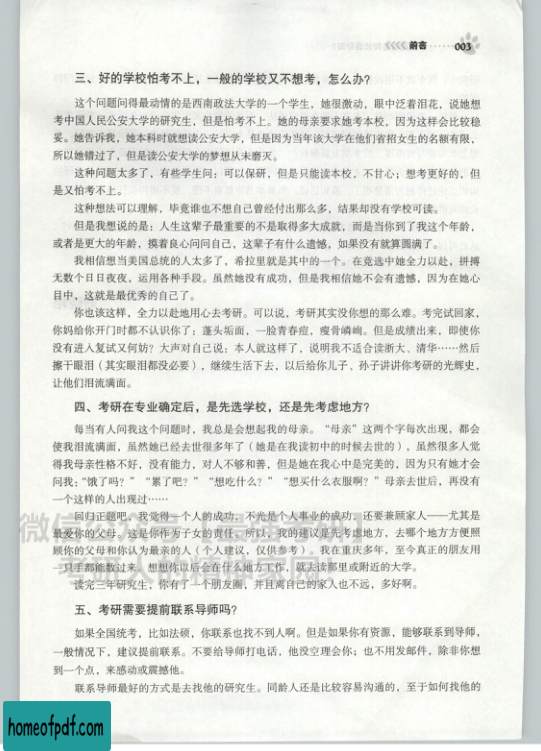 前言 003
三、好的学校怕考不上，一般的学校又不想考，怎么办？
这个问题问得最动情的是西南政法大学的一个学生，她很激动，眼中泛着泪花，说她想
考中国人民公安大学的研究生，但是怕考不上。她的母亲要求她考本校，因为这样会比较稳
妥。她告诉我，她本科时就想读公安大学，但是因为当年该大学在他们省招女生的名额有限，
所以她错过了，但是读公安大学的梦想从未磨灭。
这种问题太多了，有些学生问：可以保研，但是只能读本校，不甘心；想考更好的，但
是又怕考不上。
这种想法可以理解，毕竟谁也不想自己曾经付出那么多，结果却没有学校可读。
但是我想说的是：人生这辈子最重要的不是取得多大成就，而是当你到了我这个年龄，
或者是更大的年龄，摸着良心问问自己，这辈子有什么遗憾，如果没有就算圆满了。
我相信想当美国总统的人太多了，希拉里就是其中的一个。在竞选中她全力以赴，拼搏
无数个日日夜夜，运用各种手段。虽然她没有成功，但是我相信她不会有遗憾，因为在她心
目中，这就是最优秀的自己了。
你也该这样，全力以赴地用心去考研。可以说，考研其实没你想的那么难。考完试回家，
你妈给你开门时都不认识你了：蓬头垢面，一脸青春痘，瘦骨嶙峋。但是成绩出来，即使你
没有进入复试又何妨？大声对自己说：本人就这样了，说明我不适合读浙大、清华……然后
擦干眼泪（其实眼泪都没必要），继续生活下去，以后给你儿子、孙子讲讲你考研的光辉史，
让他们泪流满面。
四、考研在专业确定后，是先选学校，还是先考虑地方？
每当有人问我这个问题时，我总是会想起我的母亲。“母亲”这两个字每次出现，都会
使我泪流满面，虽然她已经去世很多年了（她是在我读初中的时候去世的），虽然很多人觉
得我母亲性格不好，没有能力，对人不够和善，但是她在我心中是完美的，因为只有她才会
问我：“饿了吗？”“累了吧？”“想吃什么？”“想买什么衣服啊？”母亲去世后，再没有
一个这样的人出现过……
回归正题吧。我觉得一个人的成功，不光是个人事业的成功，还要兼顾家人——尤其是
最爱你的父母，这是你作为子女的责任。所以，我的建议是先考虑地方，去哪个地方方便照
顾你的父母和你认为最亲的人（个人建议，仅供参考）。我在重庆多年，至今真正的朋友用
一只手都能数过来。想想你以后会在什么地方工作，就去读那里或附近的大学。
读完三年研究生，你有了一个朋友圈，并且离自己的家人也不远，多好啊。
五、考研需要提前联系导师吗？
如果全国统考，比如法硕，你联系也找不到人啊。但是如果你有资源，能够联系到导师，
一般情况下，建议提前联系。不要给导师打电话，他没空理会你；也不用发邮件，除非你想
到一个点，来感动或震撼他。
联系导师最好的方式是去找他的研究生。同龄人还是比较容易沟通的，至于如何找他的
homeofpdf.com